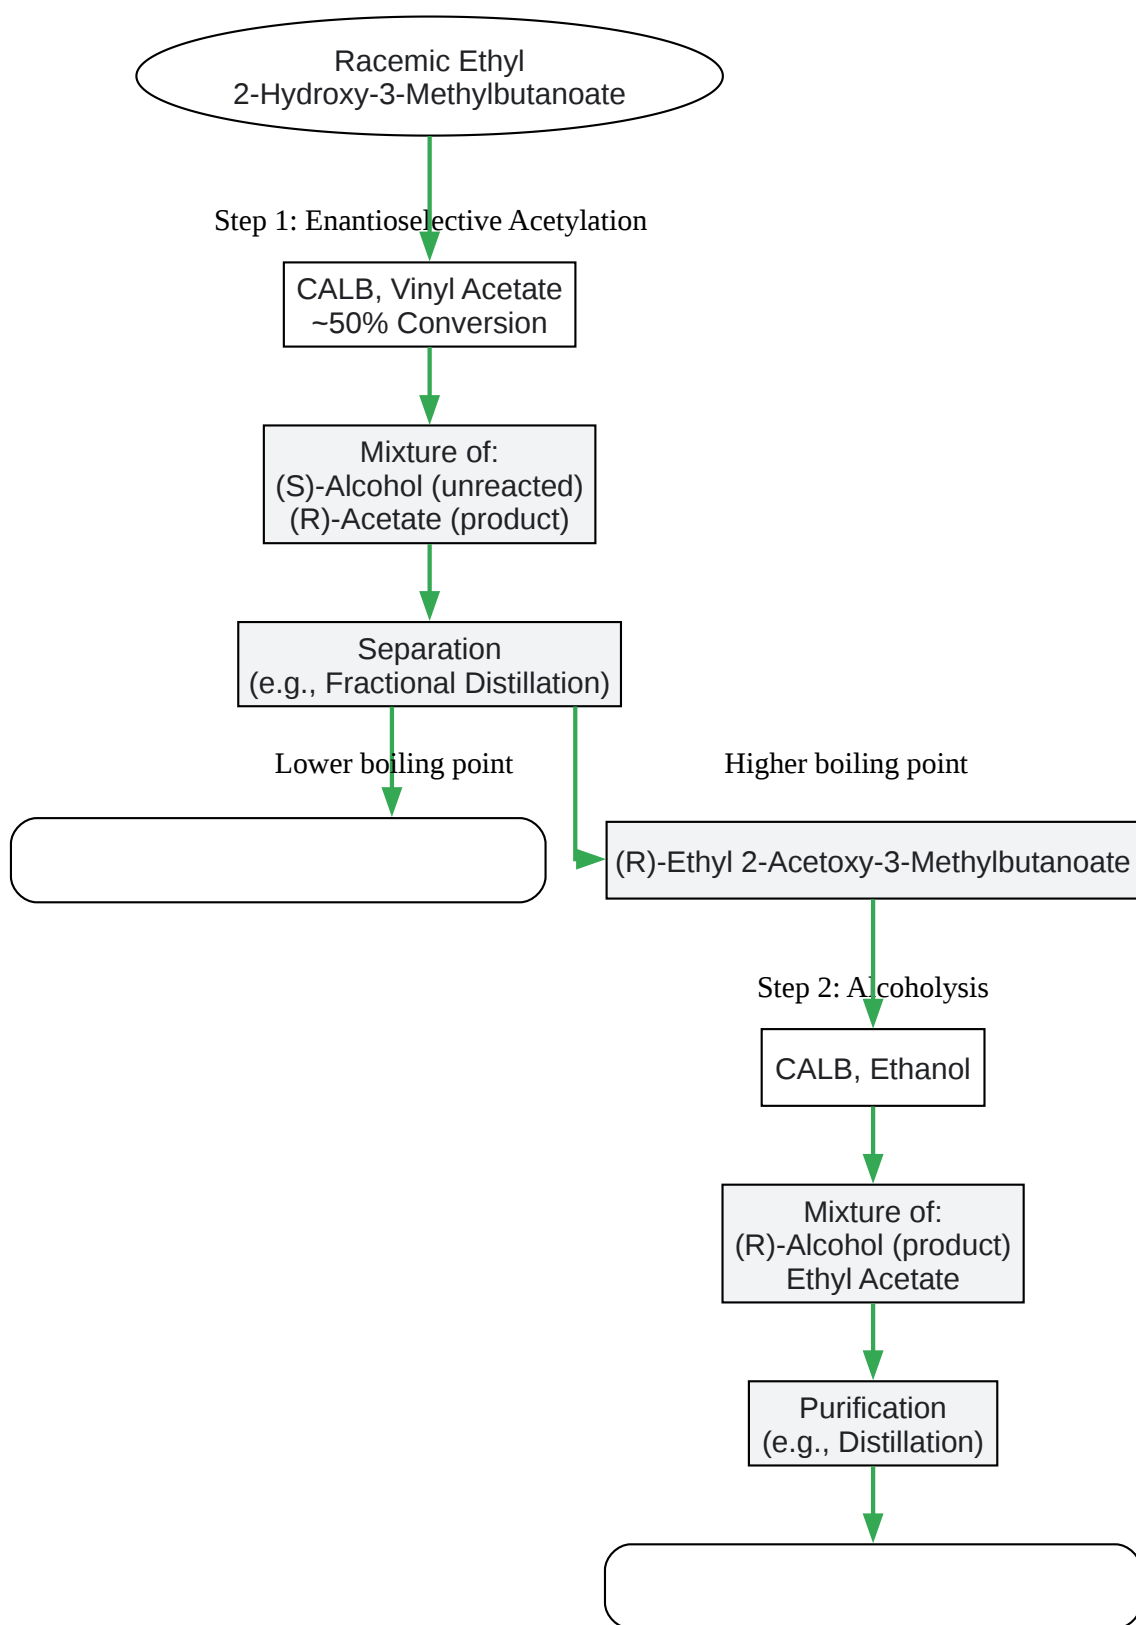 Racemic Ethyl
2-Hydroxy-3-Methylbutanoate
Step 1: Enantioselective Acetylation
CALB, Vinyl Acetate
~50% Conversion
Mixture of:
(S)-Alcohol (unreacted)
(R)-Acetate (product)
Separation
(e.g., Fractional Distillation)
Lower boiling point
Higher boiling point
(R)-Ethyl 2-Acetoxy-3-Methylbutanoate
Step 2: Alcoholysis
CALB, Ethanol
Mixture of:
(R)-Alcohol (product)
Ethyl Acetate
Purification
(e.g., Distillation)